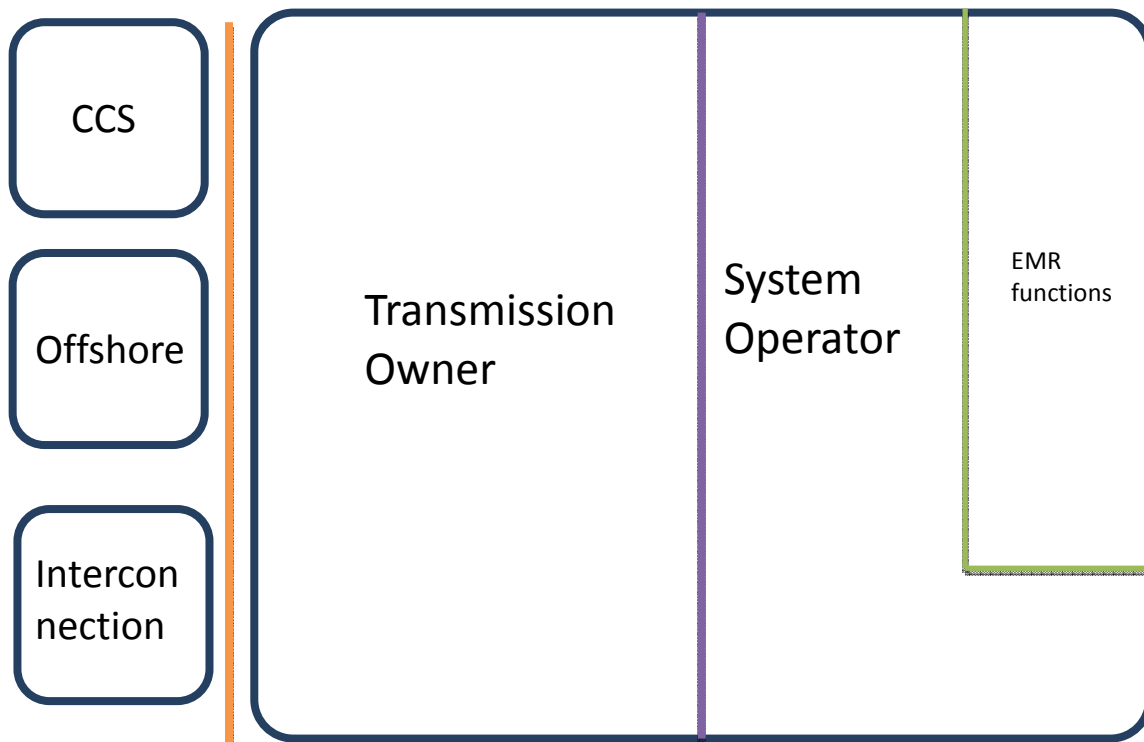 CCS
Offshore
Intercon
nection
Transmission
Owner
System
Operator
EMR
functions